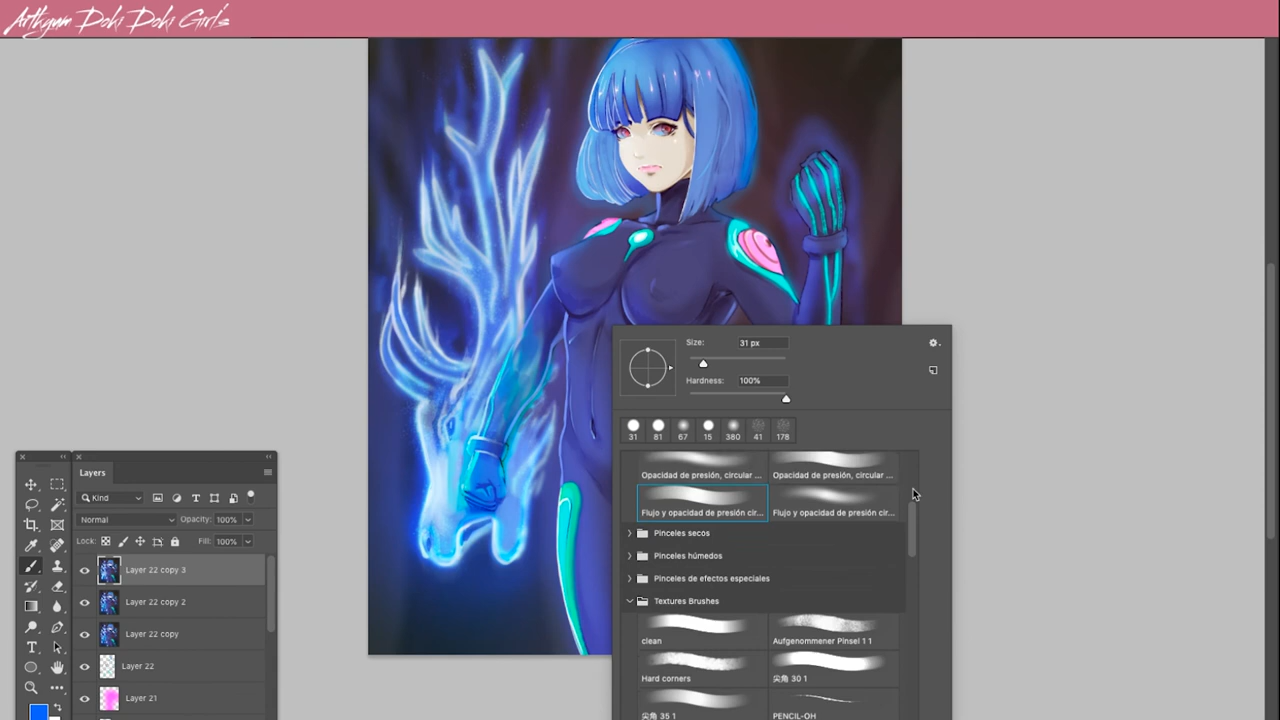 Arthyum Doki Doki Girl's
Size: 31 px
Hardness: 100%
31 81 67 15 380 41 178
Opacidad de presión, circular ... Opacidad de presión, circular ...
Flujo y opacidad de presión cir... Flujo y opacidad de presión cir...
Pinceles secos
Pinceles húmedos
Pinceles de efectos especiales
Textures Brushes
clean Aufgenommener Pinsel 1 1
Hard corners 尖角 30 1
尖角 35 1 PENCIL-OH
Layers
Kind
Normal Opacity: 100%
Lock: Fill: 100%
Layer 22 copy 3
Layer 22 copy 2
Layer 22 copy
Layer 22
Layer 21